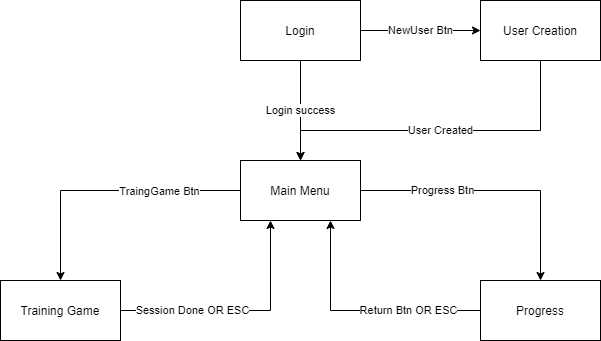 Login
NewUser Btn
User Creation
Login success
User Created
TraingGame Btn
Main Menu
Progress Btn
Training Game
Session Done OR ESC
Return Btn OR ESC
Progress